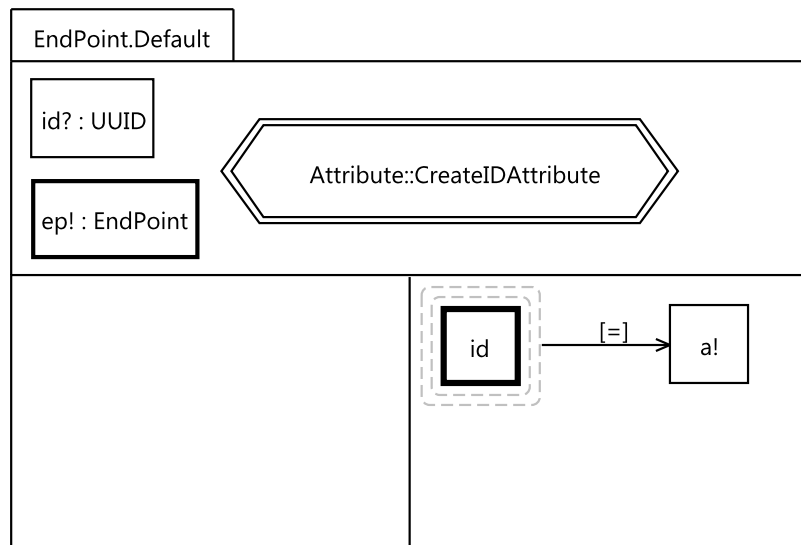 EndPoint.Default
id? : UUID
Attribute::CreateIDAttribute
ep! : EndPoint
id
[=]
a!